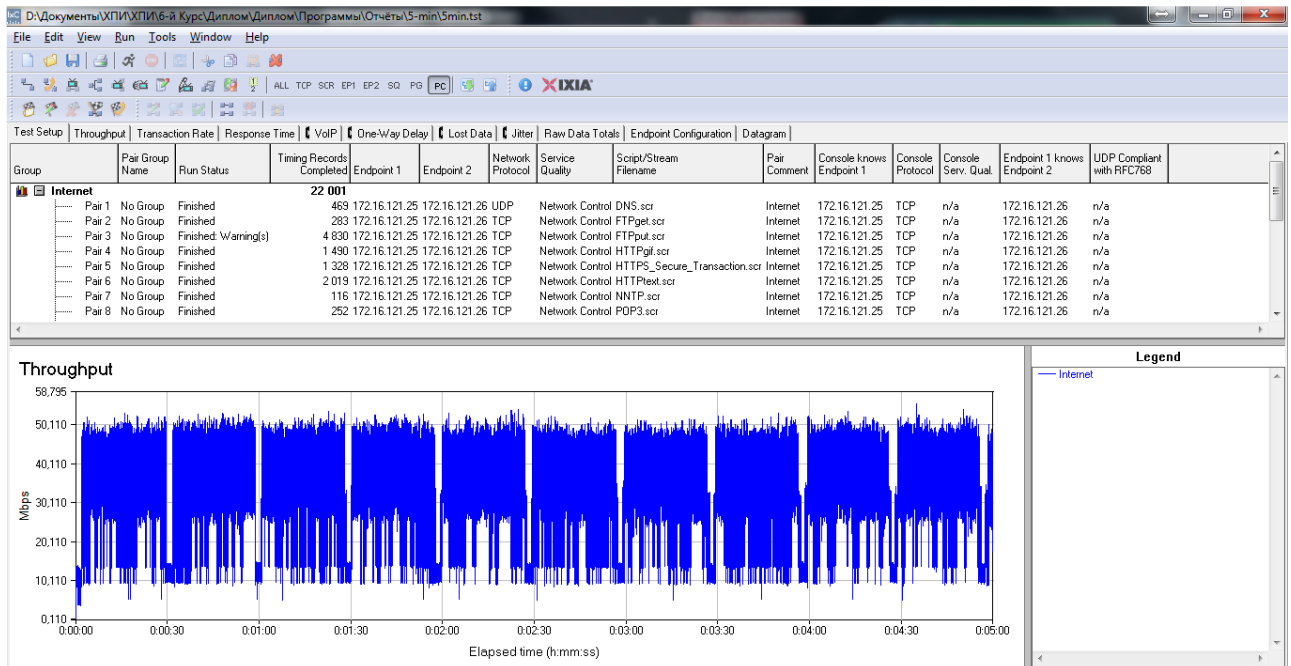 D:\Документы\ХПИ\ХПИ\6-й Курс\Диплом\Диплом\Программы\Отчёты\5-min\5min.tst
File Edit View Run Tools Window Help
ALL TCP SCR EP1 EP2 SQ PG PC XIXIA
Test Setup Throughput Transaction Rate Response Time VoIP One-Way Delay Lost Data Jitter Raw Data Totals Endpoint Configuration Datagram
Group Pair Group Name Run Status Timing Records Completed Endpoint 1 Endpoint 2 Network Protocol Service Quality Script/Stream Filename Pair Comment Console knows Endpoint 1 Console Protocol Console Serv. Qual. Endpoint 1 knows Endpoint 2 UDP Compliant with RFC768
Internet 22 001
Pair 1 No Group Finished 469 172.16.121.25 172.16.121.26 UDP Network Control DNS.scr Internet 172.16.121.25 TCP n/a 172.16.121.26 n/a
Pair 2 No Group Finished 283 172.16.121.25 172.16.121.26 TCP Network Control FTPget.scr Internet 172.16.121.25 TCP n/a 172.16.121.26 n/a
Pair 3 No Group Finished: Warning(s) 4 830 172.16.121.25 172.16.121.26 TCP Network Control FTPput.scr Internet 172.16.121.25 TCP n/a 172.16.121.26 n/a
Pair 4 No Group Finished 1 490 172.16.121.25 172.16.121.26 TCP Network Control HTTPgif.scr Internet 172.16.121.25 TCP n/a 172.16.121.26 n/a
Pair 5 No Group Finished 1 328 172.16.121.25 172.16.121.26 TCP Network Control HTTPS_Secure_Transaction.scr Internet 172.16.121.25 TCP n/a 172.16.121.26 n/a
Pair 6 No Group Finished 2 019 172.16.121.25 172.16.121.26 TCP Network Control HTTPtext.scr Internet 172.16.121.25 TCP n/a 172.16.121.26 n/a
Pair 7 No Group Finished 116 172.16.121.25 172.16.121.26 TCP Network Control NNTP.scr Internet 172.16.121.25 TCP n/a 172.16.121.26 n/a
Pair 8 No Group Finished 252 172.16.121.25 172.16.121.26 TCP Network Control POP3.scr Internet 172.16.121.25 TCP n/a 172.16.121.26 n/a
Throughput
58,795
50,110
40,110
30,110
20,110
10,110
0,110
Mbps
0:00:00 0:00:30 0:01:00 0:01:30 0:02:00 0:02:30 0:03:00 0:03:30 0:04:00 0:04:30 0:05:00
Elapsed time (h:mm:ss)
Legend
Internet